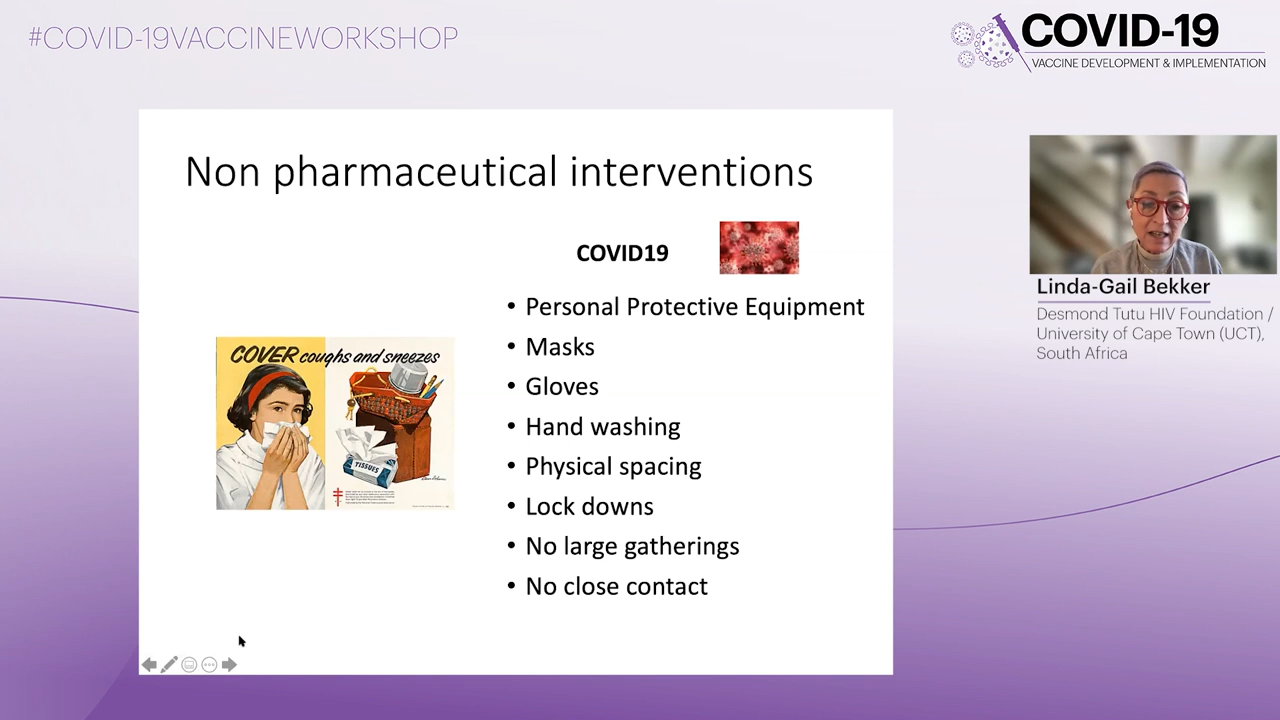 #COVID-19VACCINEWORKSHOP
COVID-19
VACCINE DEVELOPMENT & IMPLEMENTATION
Non pharmaceutical interventions
COVID19
• Personal Protective Equipment
• Masks
• Gloves
• Hand washing
• Physical spacing
• Lock downs
• No large gatherings
• No close contact
COVER coughs and sneezes
TISSUES
Linda-Gail Bekker
Desmond Tutu HIV Foundation /
University of Cape Town (UCT),
South Africa